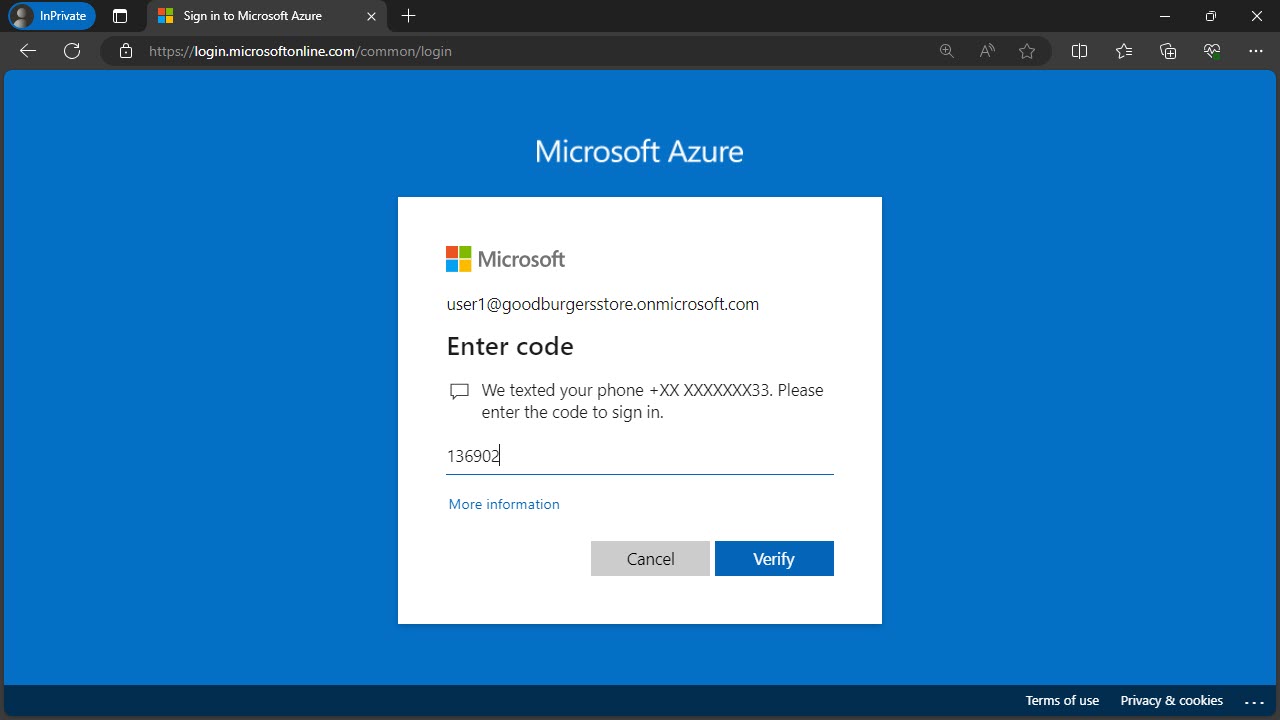 InPrivate
Sign in to Microsoft Azure
https://login.microsoftonline.com/common/login
Microsoft Azure
Microsoft
user1@goodburgersstore.onmicrosoft.com
Enter code
We texted your phone +XX XXXXXXX33. Please
enter the code to sign in.
136902
More information
Cancel Verify
Terms of use Privacy & cookies ...